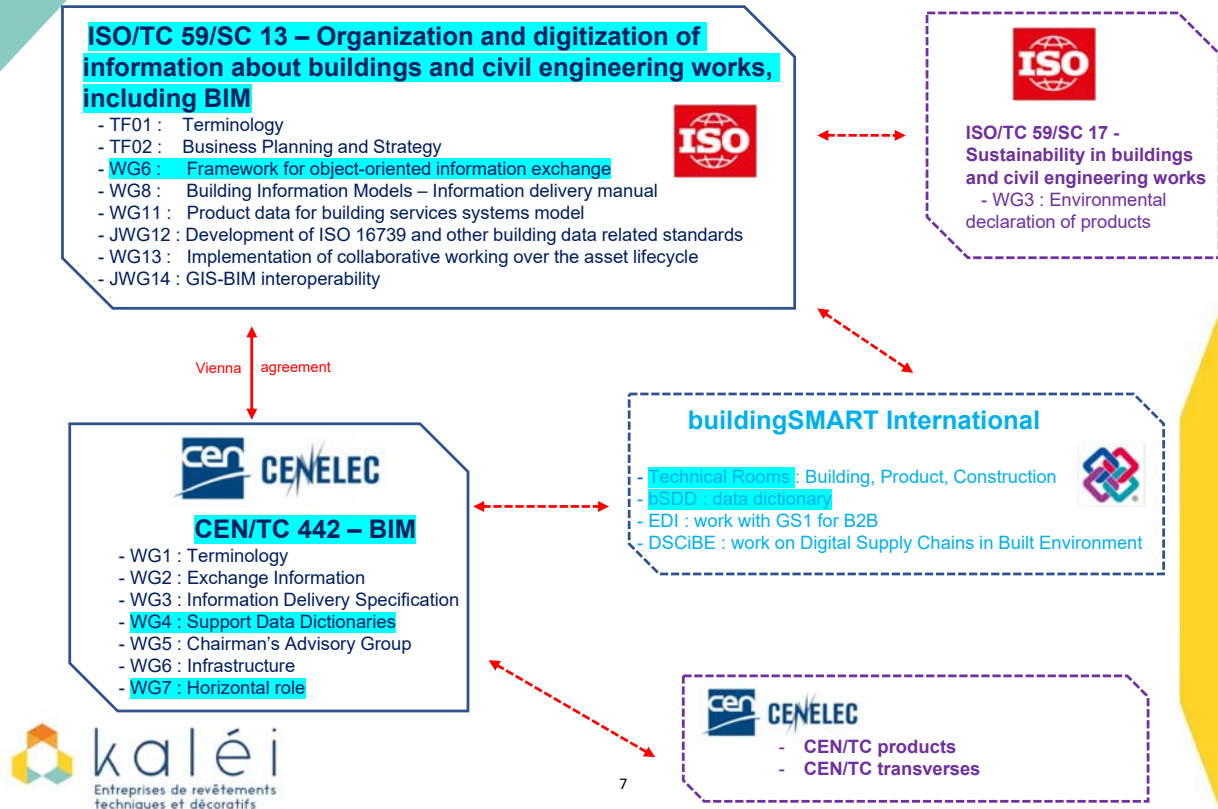 ISO/TC 59/SC 13 – Organization and digitization of
information about buildings and civil engineering works,
including BIM
- TF01 : Terminology
- TF02 : Business Planning and Strategy
- WG6 : Framework for object-oriented information exchange
- WG8 : Building Information Models – Information delivery manual
- WG11 : Product data for building services systems model
- JWG12 : Development of ISO 16739 and other building data related standards
- WG13 : Implementation of collaborative working over the asset lifecycle
- JWG14 : GIS-BIM interoperability
ISO
ISO
ISO/TC 59/SC 17 -
Sustainability in buildings
and civil engineering works
- WG3 : Environmental
declaration of products
Vienna agreement
cen CENELEC
CEN/TC 442 – BIM
- WG1 : Terminology
- WG2 : Exchange Information
- WG3 : Information Delivery Specification
- WG4 : Support Data Dictionaries
- WG5 : Chairman's Advisory Group
- WG6 : Infrastructure
- WG7 : Horizontal role
buildingSMART International
- Technical Rooms : Building, Product, Construction
- bSDD : data dictionary
- EDI : work with GS1 for B2B
- DSCiBE : work on Digital Supply Chains in Built Environment
cen CENELEC
- CEN/TC products
- CEN/TC transverses
kaléi
Entreprises de revêtements
techniques et décoratifs
7